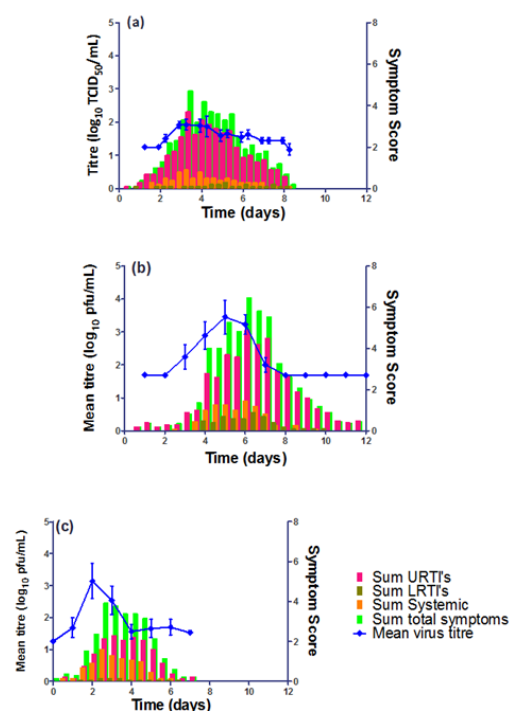 (a)
Titre (log10 TCID50/mL)
5
4
3
2
1
0
8
6
4
2
0
Symptom Score
0 2 4 6 8 10 12
Time (days)
(b)
Mean titre (log10 pfu/mL)
5
4
3
2
1
0
8
6
4
2
0
Symptom Score
0 2 4 6 8 10 12
Time (days)
(c)
Mean titre (log10 pfu/mL)
5
4
3
2
1
0
8
6
4
2
0
Symptom Score
0 2 4 6 8 10 12
Time (days)
Sum URTI's
Sum LRTI's
Sum Systemic
Sum total symptoms
Mean virus titre